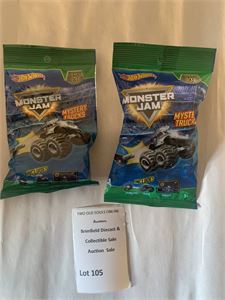 Hot Wheels
MONSTER
JAM
MYSTERY
TRUCKS
Hot Wheels
MONSTER
JAM
MYSTERY
TRUCKS
TWO OLD SOULS ONLINE
Auction
Brimfield Diecast &
Collectible Sale
Auction Sale
Lot 105